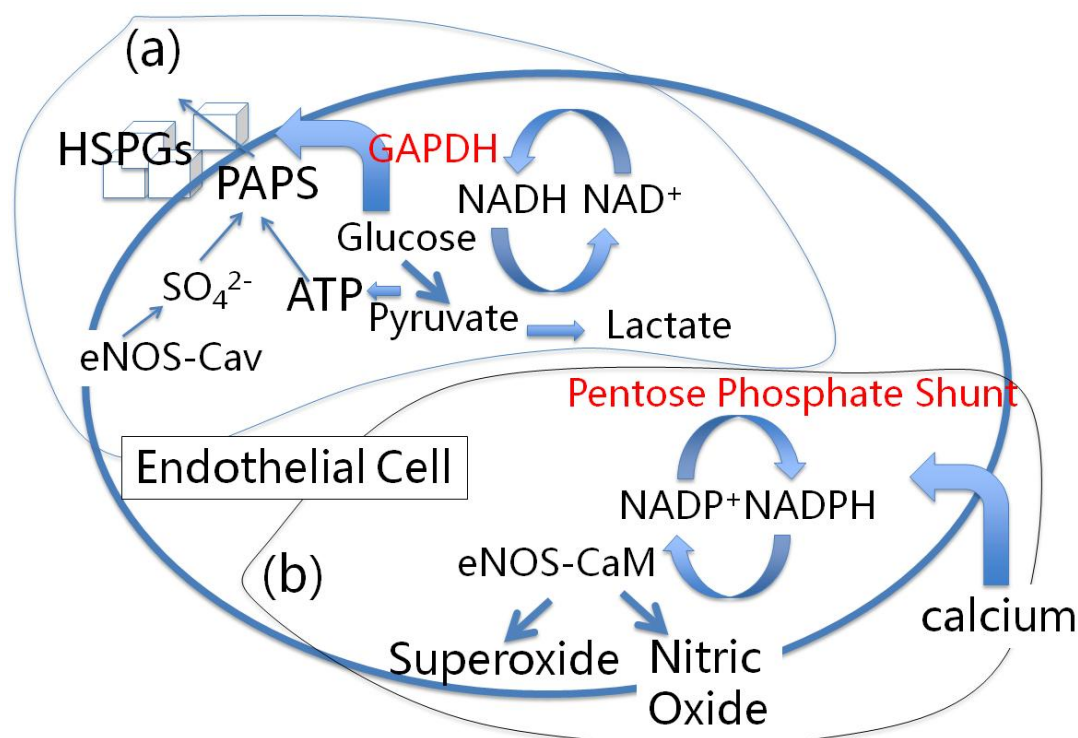 (a)
HSPGs
PAPS
GAPDH
NADH NAD⁺
Glucose
SO₄²⁻
ATP
Pyruvate
Lactate
eNOS-Cav
Pentose Phosphate Shunt
Endothelial Cell
NADP⁺NADPH
(b)
eNOS-CaM
calcium
Superoxide
Nitric
Oxide